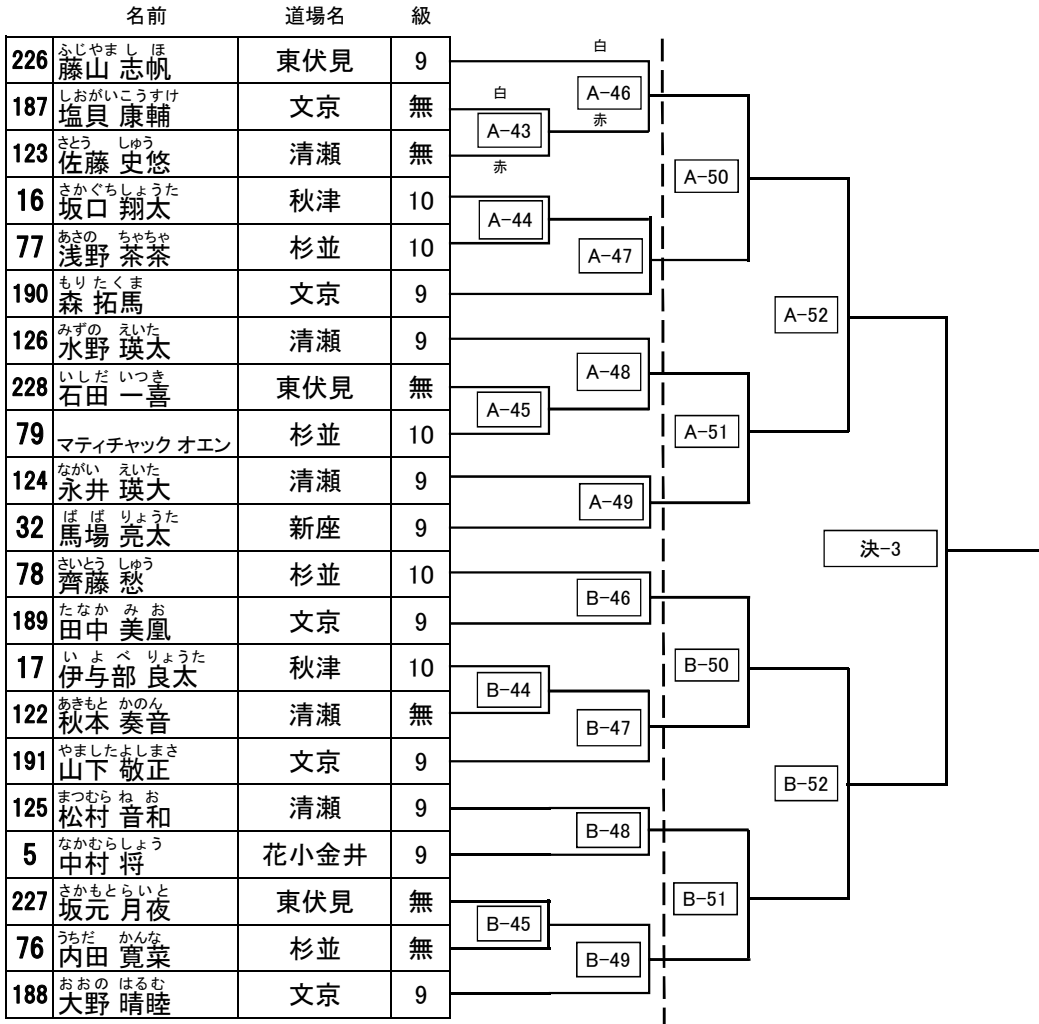 名前 道場名 級
ふじやま し ほ
226 藤山 志帆 東伏見 9
しおがいこうすけ
187 塩貝 康輔 文京 無
さとう しゅう
123 佐藤 史悠 清瀬 無
さかぐちしょうた
16 坂口 翔太 秋津 10
あさの ちゃちゃ
77 浅野 茶茶 杉並 10
もり たくま
190 森 拓馬 文京 9
みずの えいた
126 水野 瑛太 清瀬 9
いしだ いつき
228 石田 一喜 東伏見 無
79 マティチャック オエン 杉並 10
ながい えいた
124 永井 瑛大 清瀬 9
ば ば りょうた
32 馬場 亮太 新座 9
さいとう しゅう
78 齊藤 愁 杉並 10
たなか み お
189 田中 美凰 文京 9
い よ べ りょうた
17 伊与部 良太 秋津 10
あきもと かのん
122 秋本 奏音 清瀬 無
やましたよしまさ
191 山下 敬正 文京 9
まつむら ね お
125 松村 音和 清瀬 9
なかむらしょう
5 中村 将 花小金井 9
さかもとらいと
227 坂元 月夜 東伏見 無
うちだ かんな
76 内田 寛菜 杉並 無
おおの はるむ
188 大野 晴睦 文京 9
白
赤
A-43
A-44
A-45
B-44
B-45
白
A-46
赤
A-47
A-48
A-49
B-46
B-47
B-48
B-49
A-50
A-51
B-50
B-51
A-52
B-52
決-3